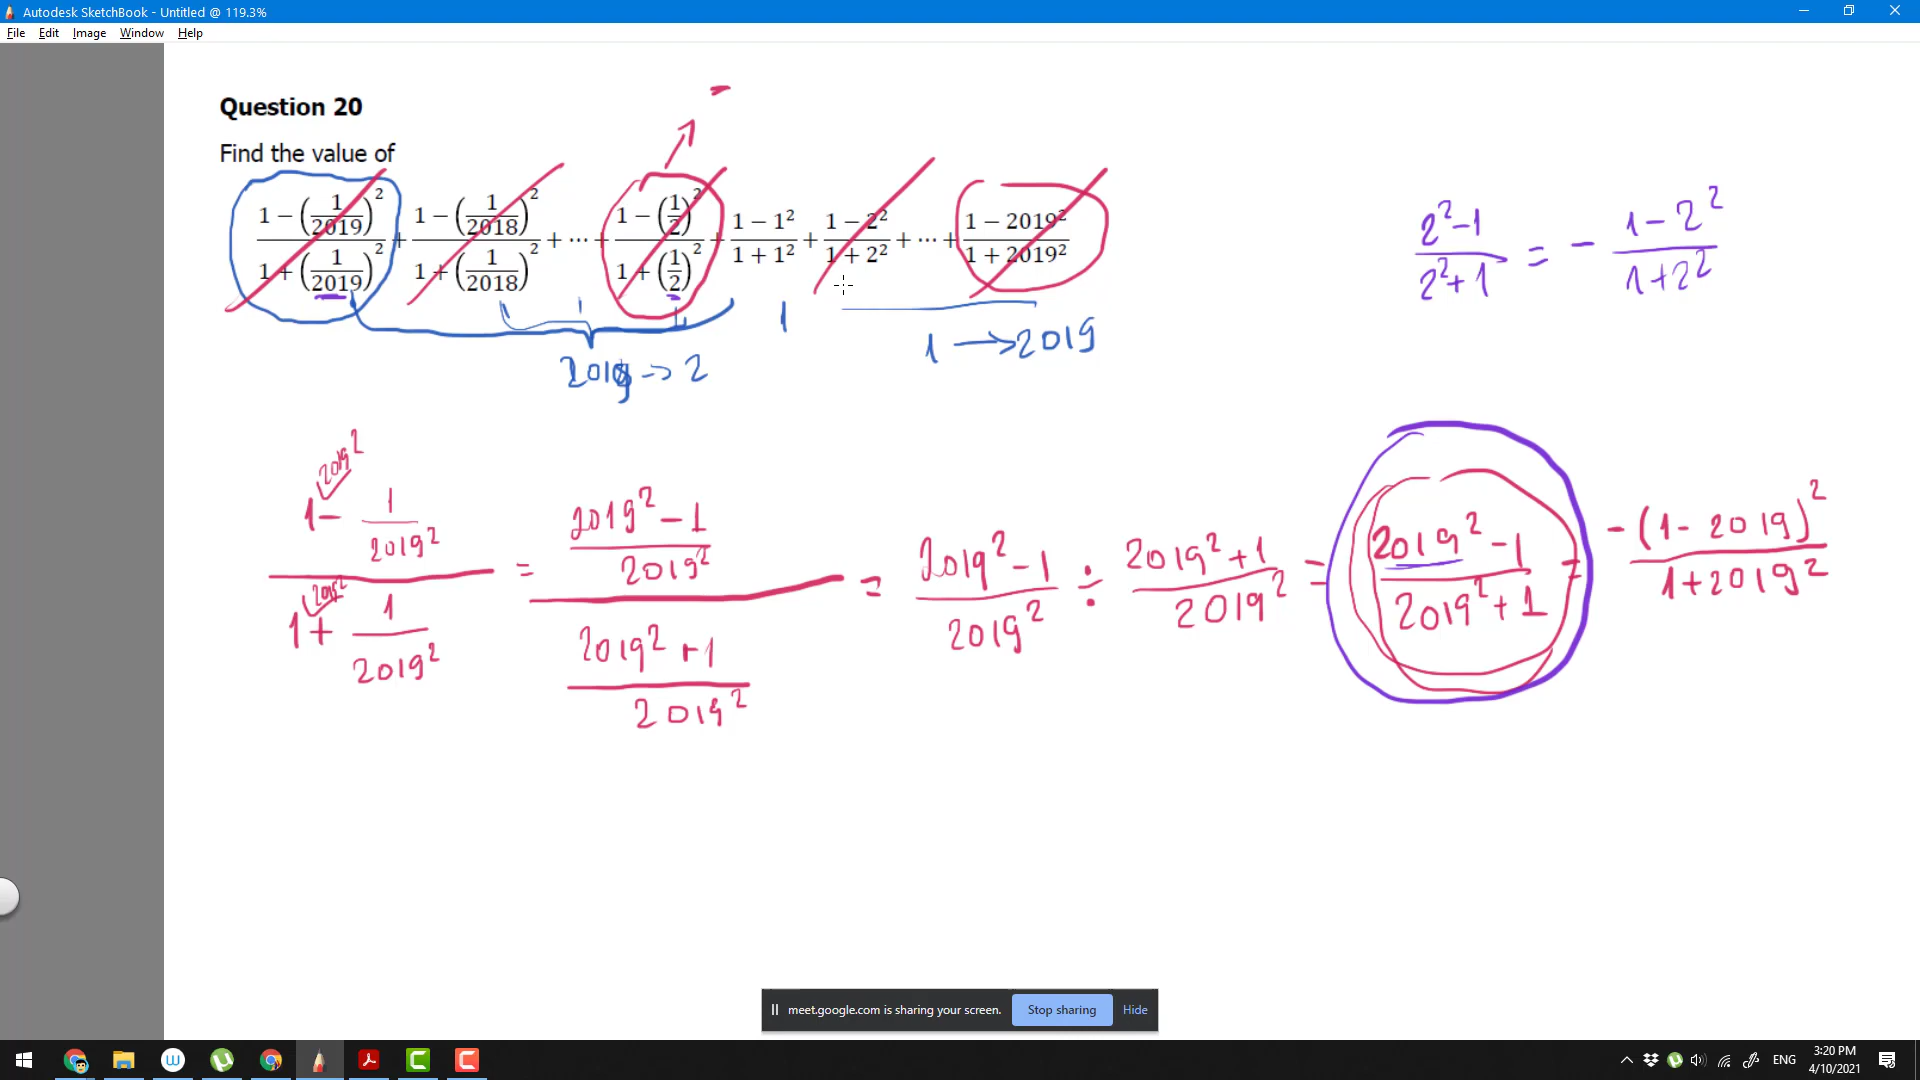 Autodesk SketchBook - Untitled @ 119.3%
File Edit Image Window Help
Question 20
Find the value of
(1 − (1/2019)²)/(1 + (1/2019)²) + (1 − (1/2018)²)/(1 + (1/2018)²) + ⋯ + (1 − (1/2)²)/(1 + (1/2)²) + (1 − 1²)/(1 + 1²) + (1 − 2²)/(1 + 2²) + ⋯ + (1 − 2019²)/(1 + 2019²)
(2²-1)/(2²+1) = - (1-2²)/(1+2²)
2019 -> 2
1
1 → 2019
2019²
2019²
(1 - 1/2019²)/(1 + 1/2019²) = ((2019²-1)/2019²)/((2019²+1)/2019²) = (2019²-1)/2019² ÷ (2019²+1)/2019² = (2019²-1)/(2019²+1) = -(1-2019)²/(1+2019²)
meet.google.com is sharing your screen. Stop sharing Hide
ENG
3:20 PM
4/10/2021